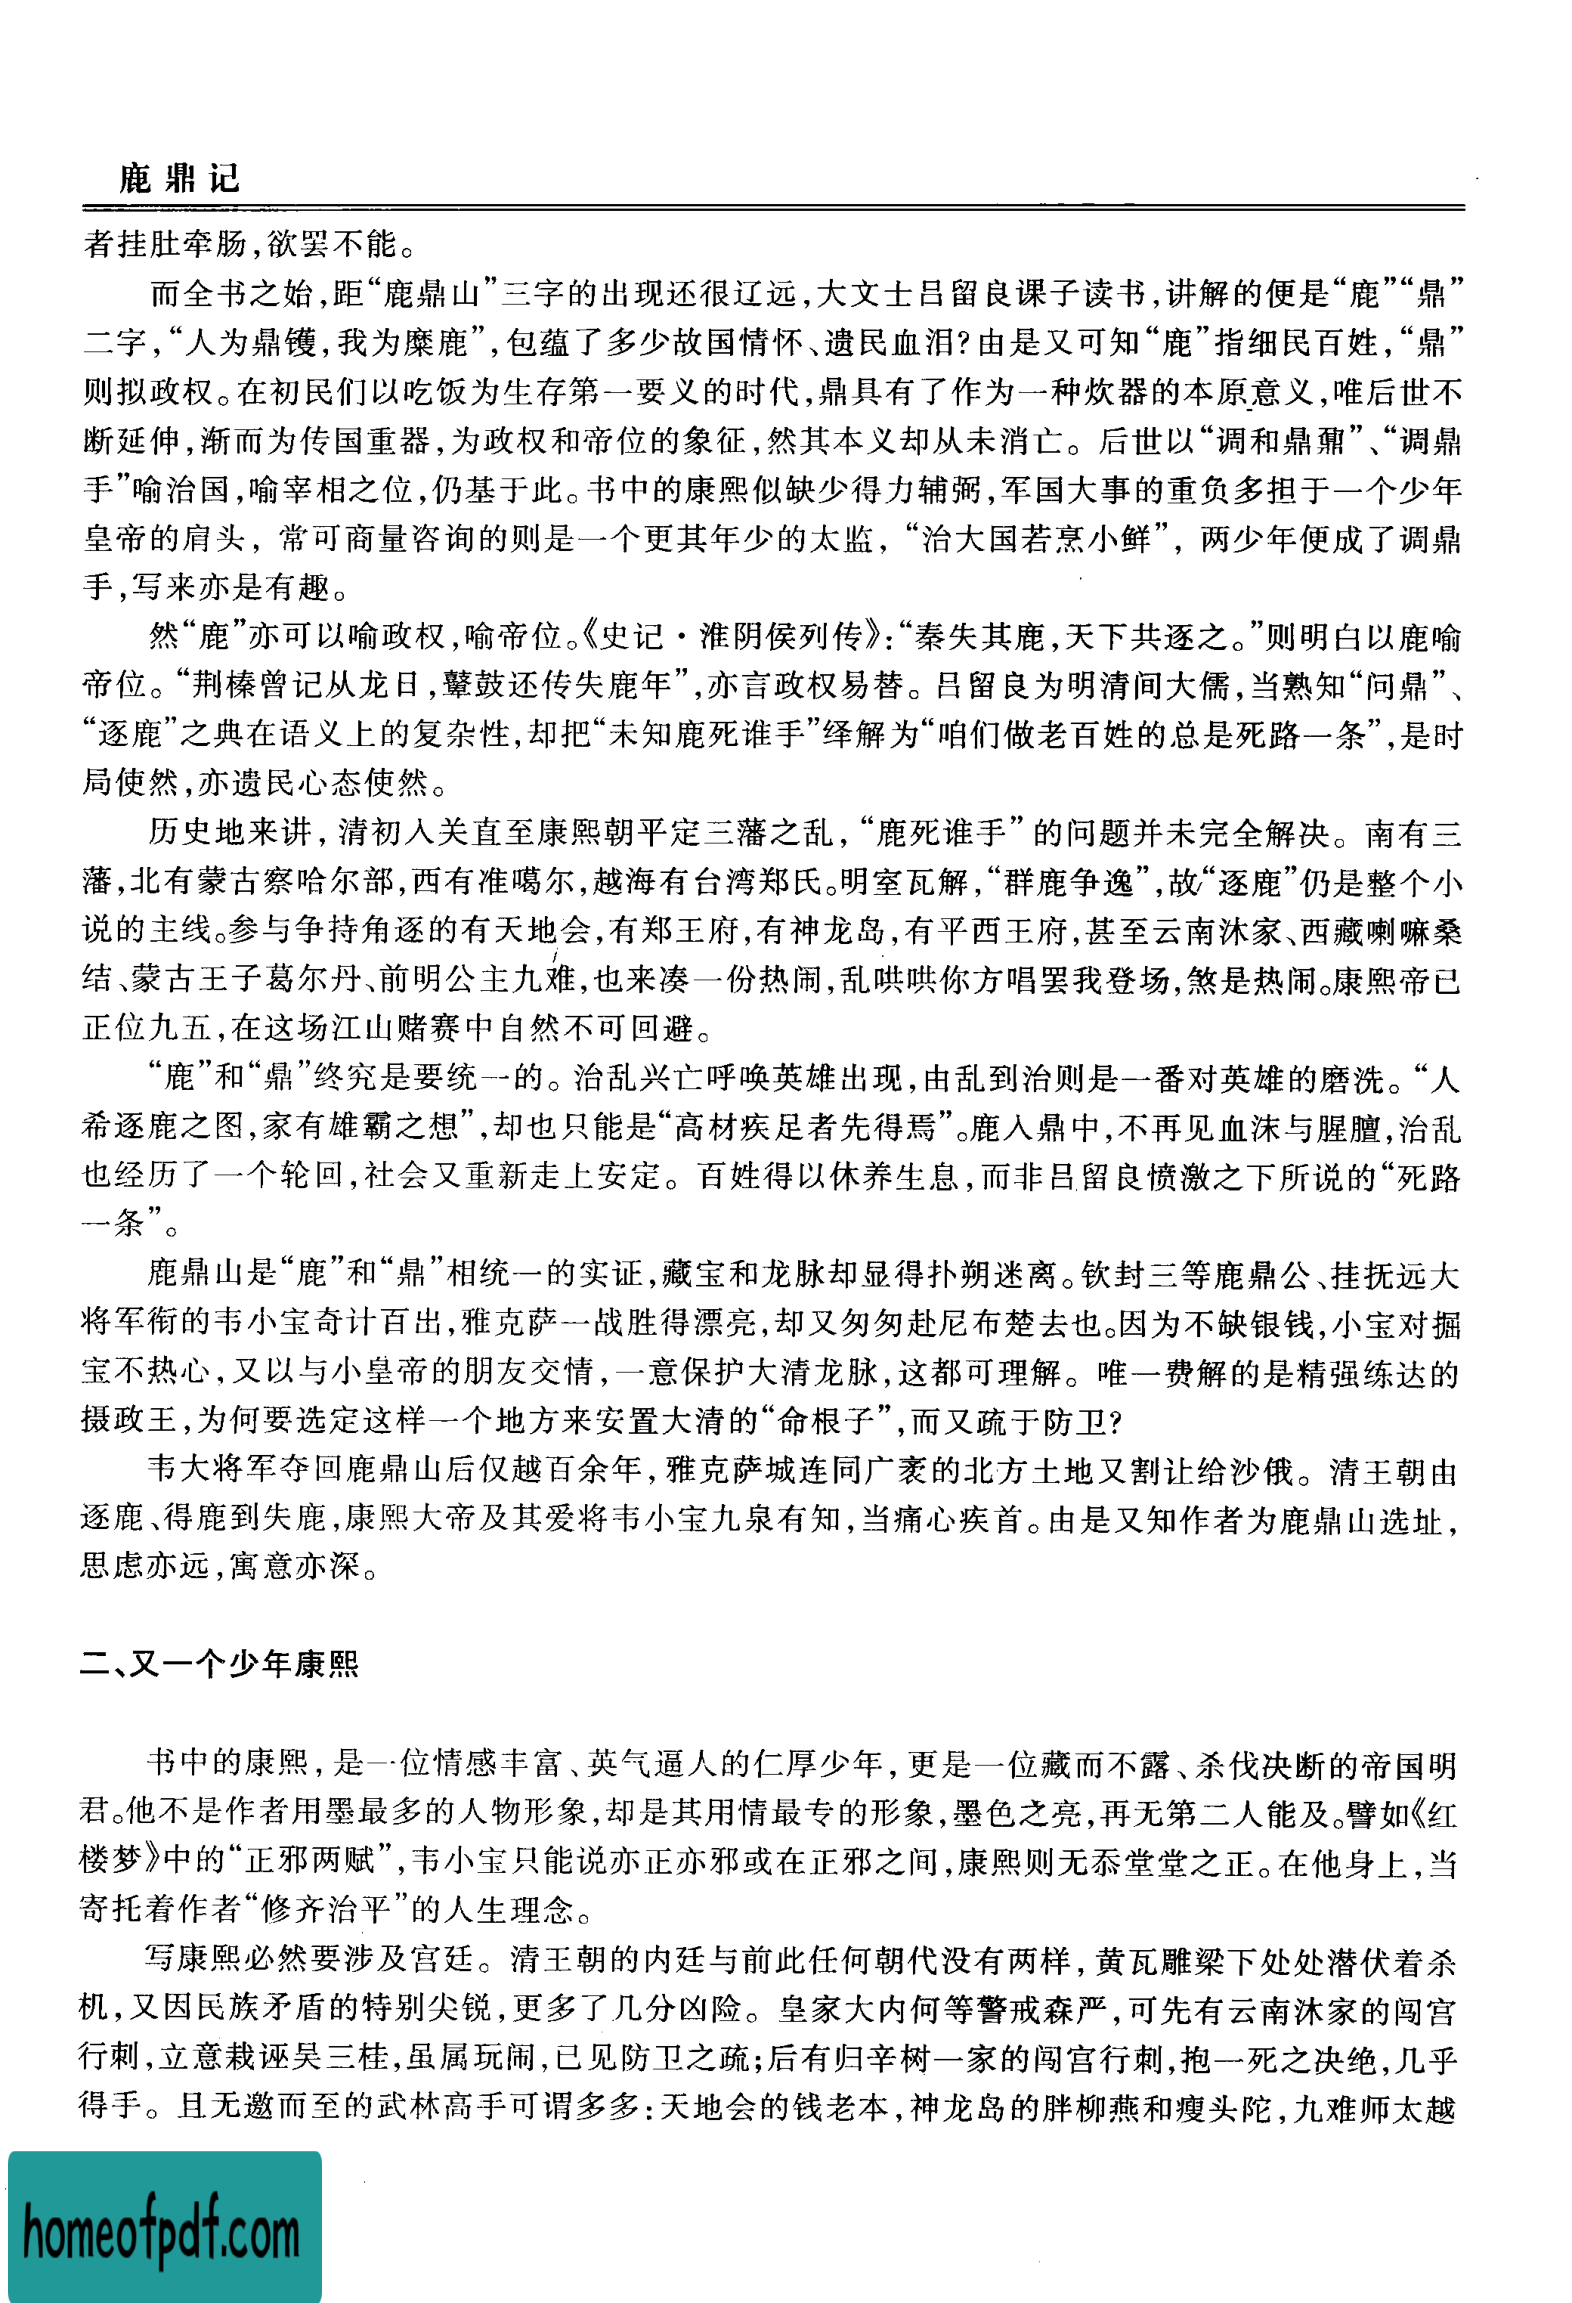 鹿鼎记
者挂肚牵肠,欲罢不能。
而全书之始,距“鹿鼎山”三字的出现还很辽远,大文士吕留良课子读书,讲解的便是“鹿”“鼎”
二字,“人为鼎镬,我为麋鹿”,包蕴了多少故国情怀、遗民血泪?由是又可知“鹿”指细民百姓,“鼎”
则拟政权。在初民们以吃饭为生存第一要义的时代,鼎具有了作为一种炊器的本原意义,唯后世不
断延伸,渐而为传国重器,为政权和帝位的象征,然其本义却从未消亡。后世以“调和鼎鼐”、“调鼎
手”喻治国,喻宰相之位,仍基于此。书中的康熙似缺少得力辅弼,军国大事的重负多担于一个少年
皇帝的肩头,常可商量咨询的则是一个更其年少的太监,“治大国若烹小鲜”,两少年便成了调鼎
手,写来亦是有趣。
然“鹿”亦可以喻政权,喻帝位。《史记·淮阴侯列传》:“秦失其鹿,天下共逐之。”则明白以鹿喻
帝位。“荆榛曾记从龙日,鼙鼓还传失鹿年”,亦言政权易替。吕留良为明清间大儒,当熟知“问鼎”、
“逐鹿”之典在语义上的复杂性,却把“未知鹿死谁手”绎解为“咱们做老百姓的总是死路一条”,是时
局使然,亦遗民心态使然。
历史地来讲,清初入关直至康熙朝平定三藩之乱,“鹿死谁手”的问题并未完全解决。南有三
藩,北有蒙古察哈尔部,西有准噶尔,越海有台湾郑氏。明室瓦解,“群鹿争逸”,故“逐鹿”仍是整个小
说的主线。参与争持角逐的有天地会,有郑王府,有神龙岛,有平西王府,甚至云南沐家、西藏喇嘛桑
结、蒙古王子葛尔丹、前明公主九难,也来凑一份热闹,乱哄哄你方唱罢我登场,煞是热闹。康熙帝已
正位九五,在这场江山赌赛中自然不可回避。
“鹿”和“鼎”终究是要统一的。治乱兴亡呼唤英雄出现,由乱到治则是一番对英雄的磨洗。“人
希逐鹿之图,家有雄霸之想”,却也只能是“高材疾足者先得焉”。鹿入鼎中,不再见血沫与腥膻,治乱
也经历了一个轮回,社会又重新走上安定。百姓得以休养生息,而非吕留良愤激之下所说的“死路
一条”。
鹿鼎山是“鹿”和“鼎”相统一的实证,藏宝和龙脉却显得扑朔迷离。钦封三等鹿鼎公、挂抚远大
将军衔的韦小宝奇计百出,雅克萨一战胜得漂亮,却又匆匆赴尼布楚去也。因为不缺银钱,小宝对掘
宝不热心,又以与小皇帝的朋友交情,一意保护大清龙脉,这都可理解。唯一费解的是精强练达的
摄政王,为何要选定这样一个地方来安置大清的“命根子”,而又疏于防卫?
韦大将军夺回鹿鼎山后仅越百余年,雅克萨城连同广袤的北方土地又割让给沙俄。清王朝由
逐鹿、得鹿到失鹿,康熙大帝及其爱将韦小宝九泉有知,当痛心疾首。由是又知作者为鹿鼎山选址,
思虑亦远,寓意亦深。
二、又一个少年康熙
书中的康熙,是一位情感丰富、英气逼人的仁厚少年,更是一位藏而不露、杀伐决断的帝国明
君。他不是作者用墨最多的人物形象,却是其用情最专的形象,墨色之亮,再无第二人能及。譬如《红
楼梦》中的“正邪两赋”,韦小宝只能说亦正亦邪或在正邪之间,康熙则无忝堂堂之正。在他身上,当
寄托着作者“修齐治平”的人生理念。
写康熙必然要涉及宫廷。清王朝的内廷与前此任何朝代没有两样,黄瓦雕梁下处处潜伏着杀
机,又因民族矛盾的特别尖锐,更多了几分凶险。皇家大内何等警戒森严,可先有云南沐家的闯宫
行刺,立意栽诬吴三桂,虽属玩闹,已见防卫之疏;后有归辛树一家的闯宫行刺,抱一死之决绝,几乎
得手。且无邀而至的武林高手可谓多多:天地会的钱老本,神龙岛的胖柳燕和瘦头陀,九难师太越
homeofpdf.com